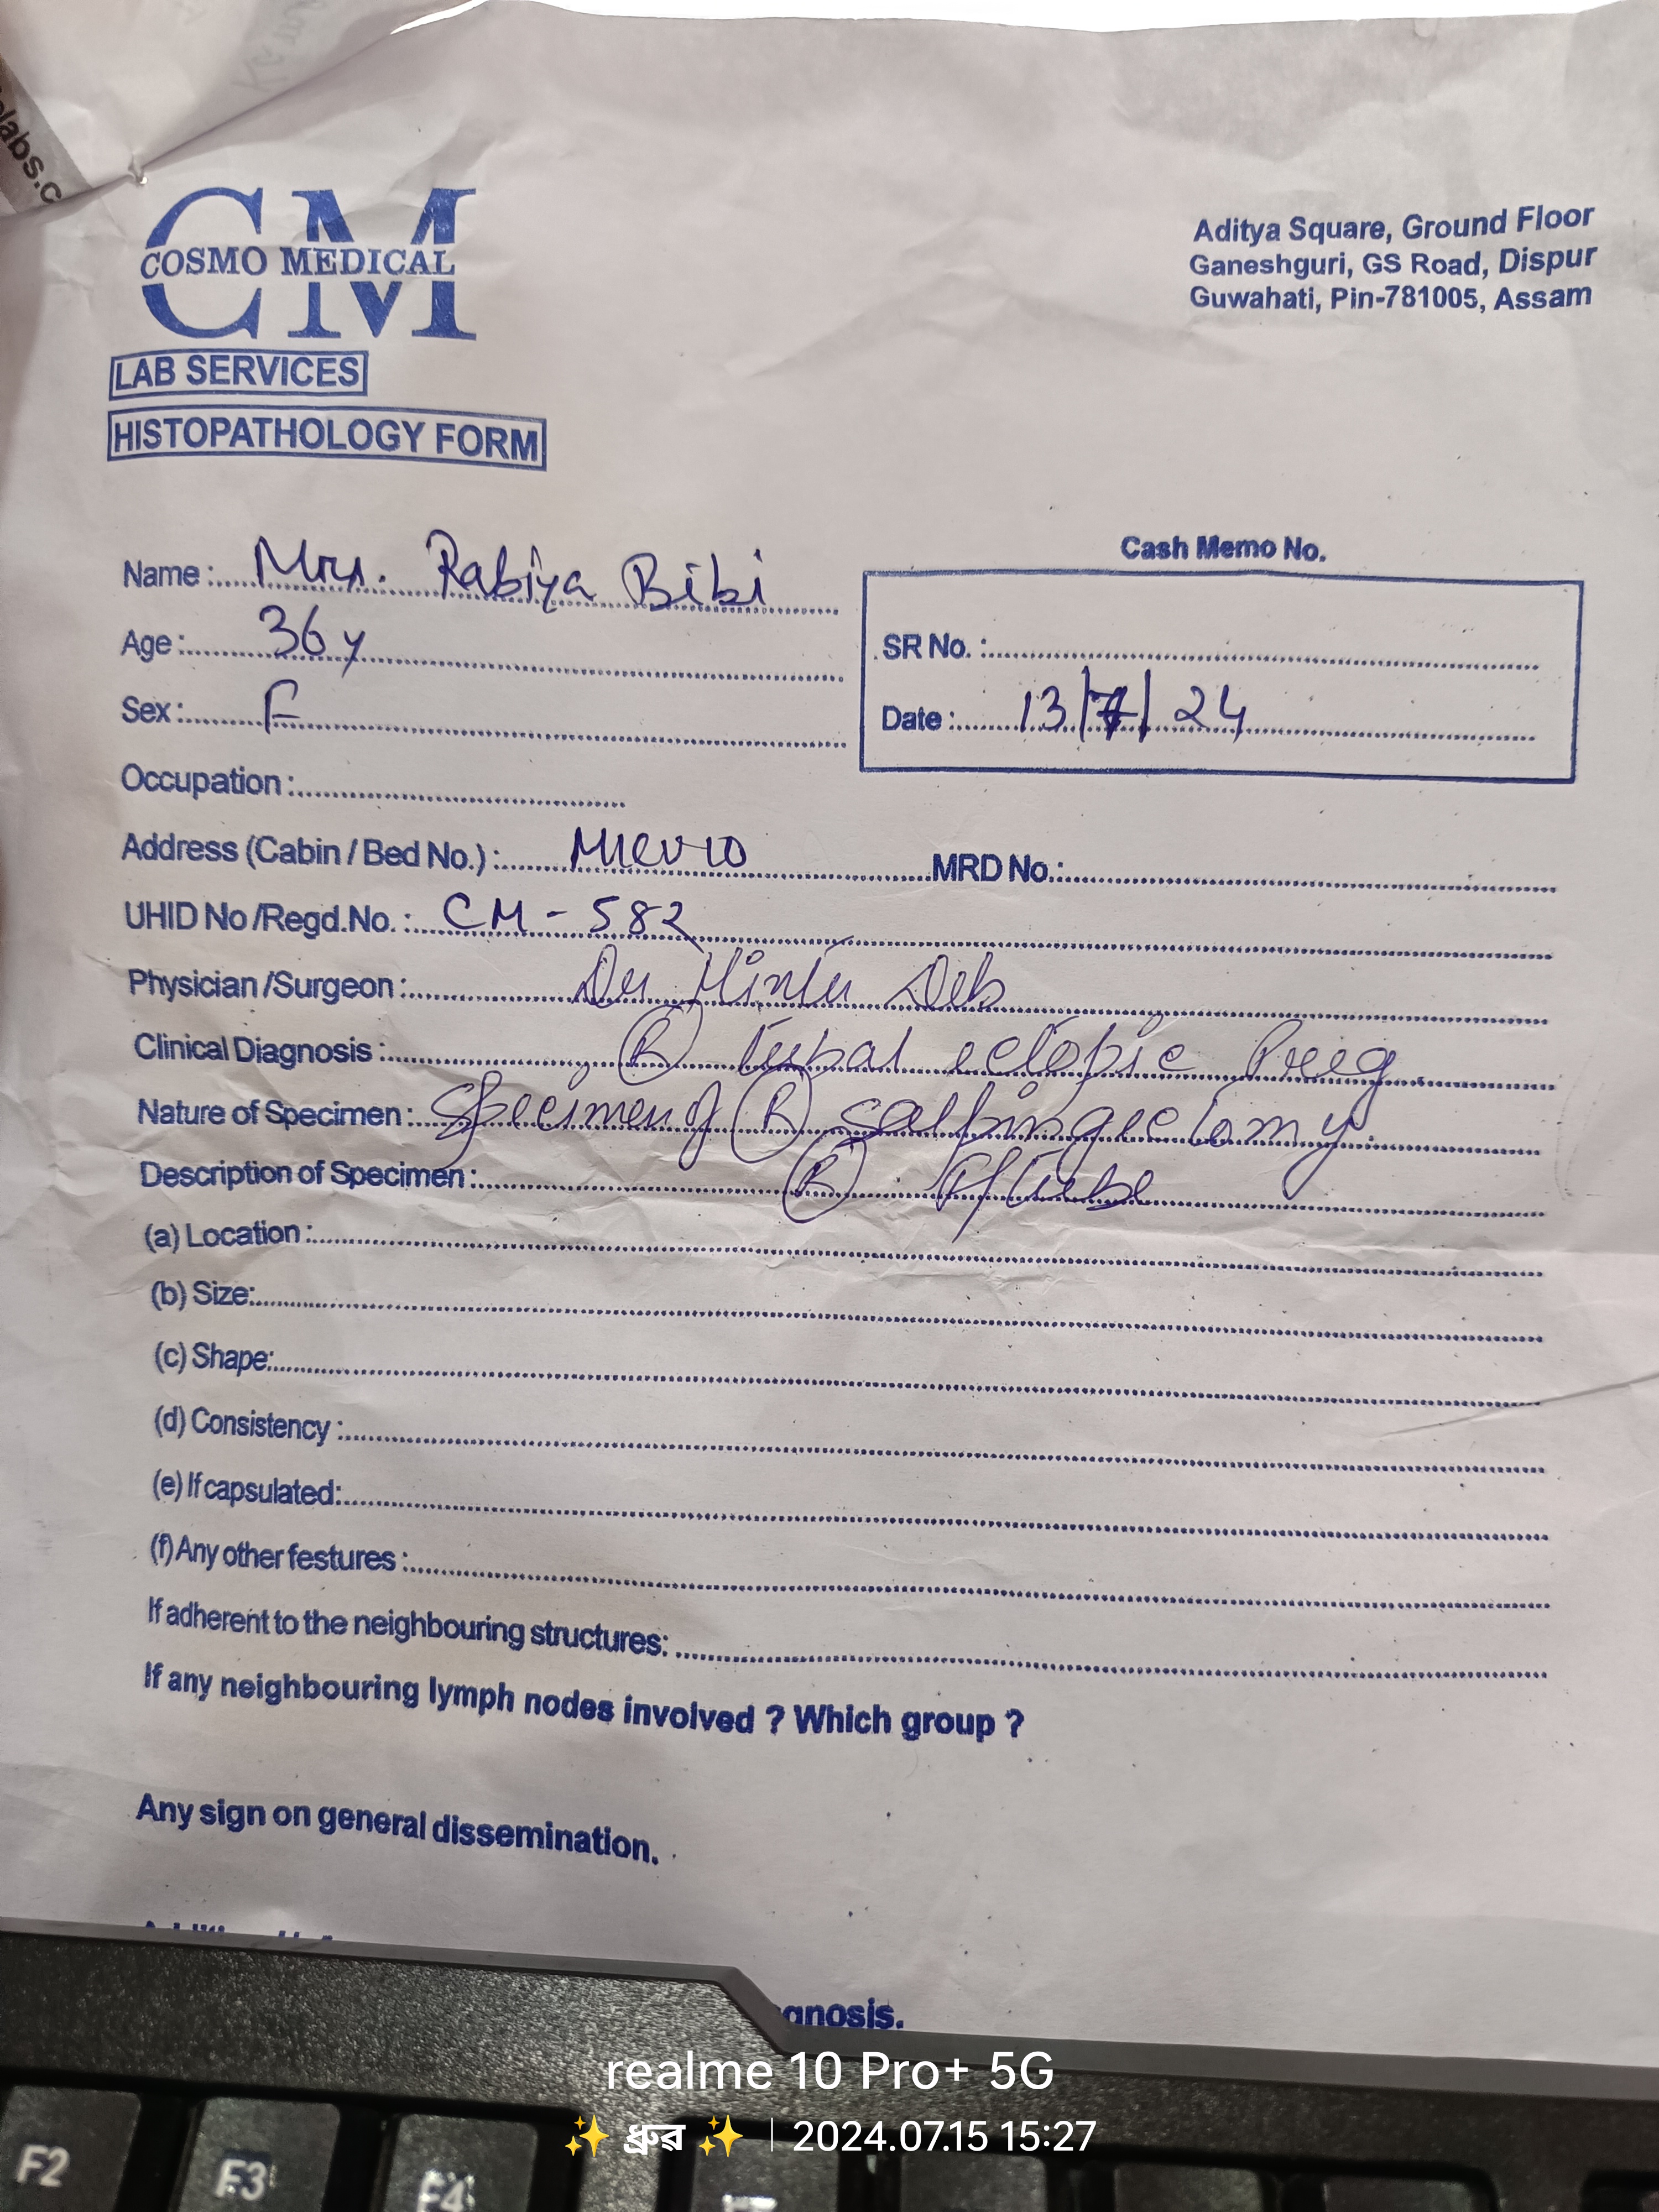 olabs.c
CM
COSMO MEDICAL
LAB SERVICES
HISTOPATHOLOGY FORM
Aditya Square, Ground Floor
Ganeshguri, GS Road, Dispur
Guwahati, Pin-781005, Assam
Cash Memo No.
Name : Mrs. Rabiya Bibi
Age : 36 y
Sex : F
SR No. :
Date : 13/7/24
Occupation :
Address (Cabin / Bed No.) : MRD No.:
UHID No /Regd.No. : CM - 582
Physician /Surgeon : Dr Mintu Deb
Clinical Diagnosis : (R) tubal ectopic Preg
Nature of Specimen : Specimen of (R) salpingectomy
Description of Specimen : (R) F/Tube
(a) Location :
(b) Size:
(c) Shape:
(d) Consistency :
(e) If capsulated:
(f) Any other festures :
If adherent to the neighbouring structures:
If any neighbouring lymph nodes involved ? Which group ?
Any sign on general dissemination.
gnosis.
realme 10 Pro+ 5G
✨ ধ্রুৱ ✨ | 2024.07.15 15:27
F2 F3 F4